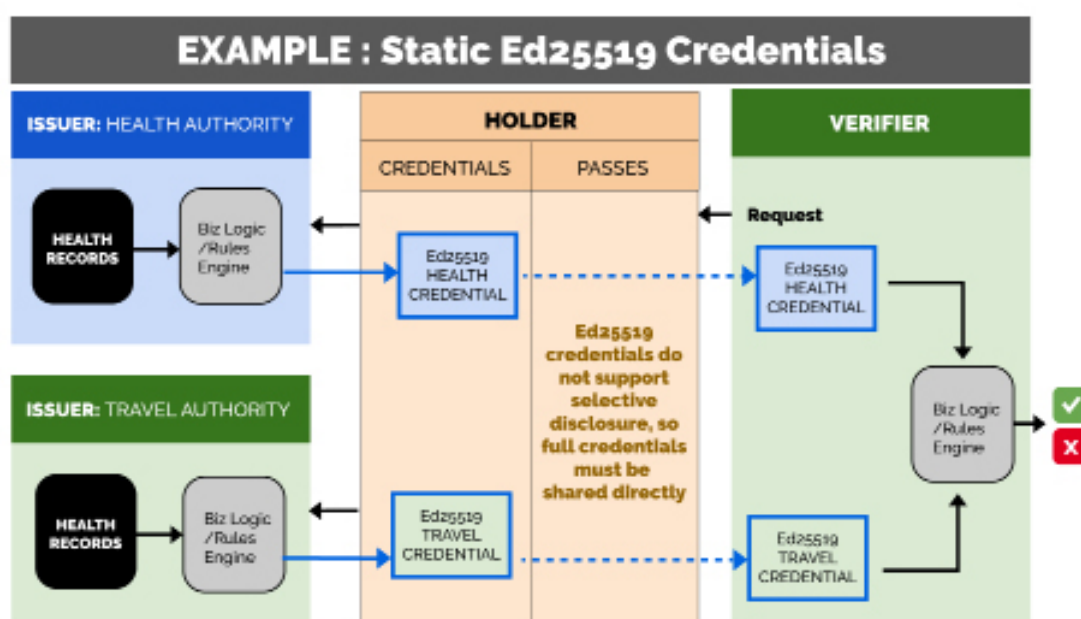 EXAMPLE : Static Ed25519 Credentials
ISSUER: HEALTH AUTHORITY
HEALTH
RECORDS
Biz Logic
/Rules
Engine
HOLDER
CREDENTIALS
PASSES
Ed25519
HEALTH
CREDENTIAL
Ed25519
credentials do
not support
selective
disclosure, so
full credentials
must be
shared directly
VERIFIER
Request
Ed25519
HEALTH
CREDENTIAL
Biz Logic
/Rules
Engine
X
ISSUER: TRAVEL AUTHORITY
HEALTH
RECORDS
Biz Logic
/Rules
Engine
Ed25519
TRAVEL
CREDENTIAL
Ed25519
TRAVEL
CREDENTIAL